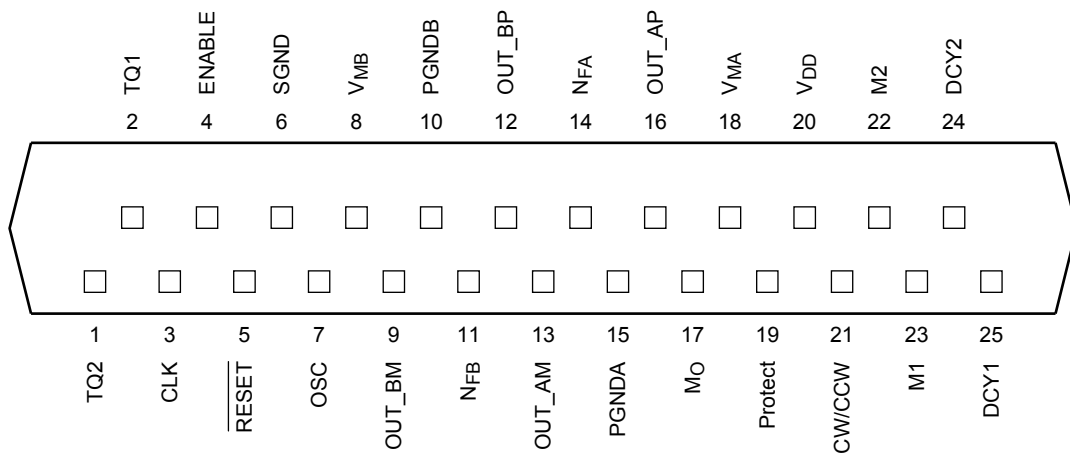 TQ1 ENABLE SGND VMB PGNDB OUT_BP NFA OUT_AP VMA VDD M2 DCY2
2 4 6 8 10 12 14 16 18 20 22 24
1 3 5 7 9 11 13 15 17 19 21 23 25
TQ2 CLK RESET OSC OUT_BM NFB OUT_AM PGNDA MO Protect CW/CCW M1 DCY1